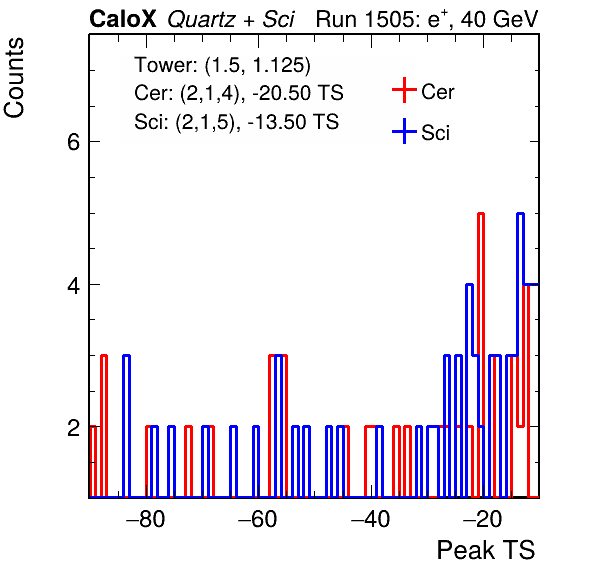 CaloX Quartz + Sci Run 1505: e+, 40 GeV
Counts
Tower: (1.5, 1.125)
Cer: (2,1,4), -20.50 TS
Sci: (2,1,5), -13.50 TS
Cer
Sci
6
4
2
−80 −60 −40 −20
Peak TS